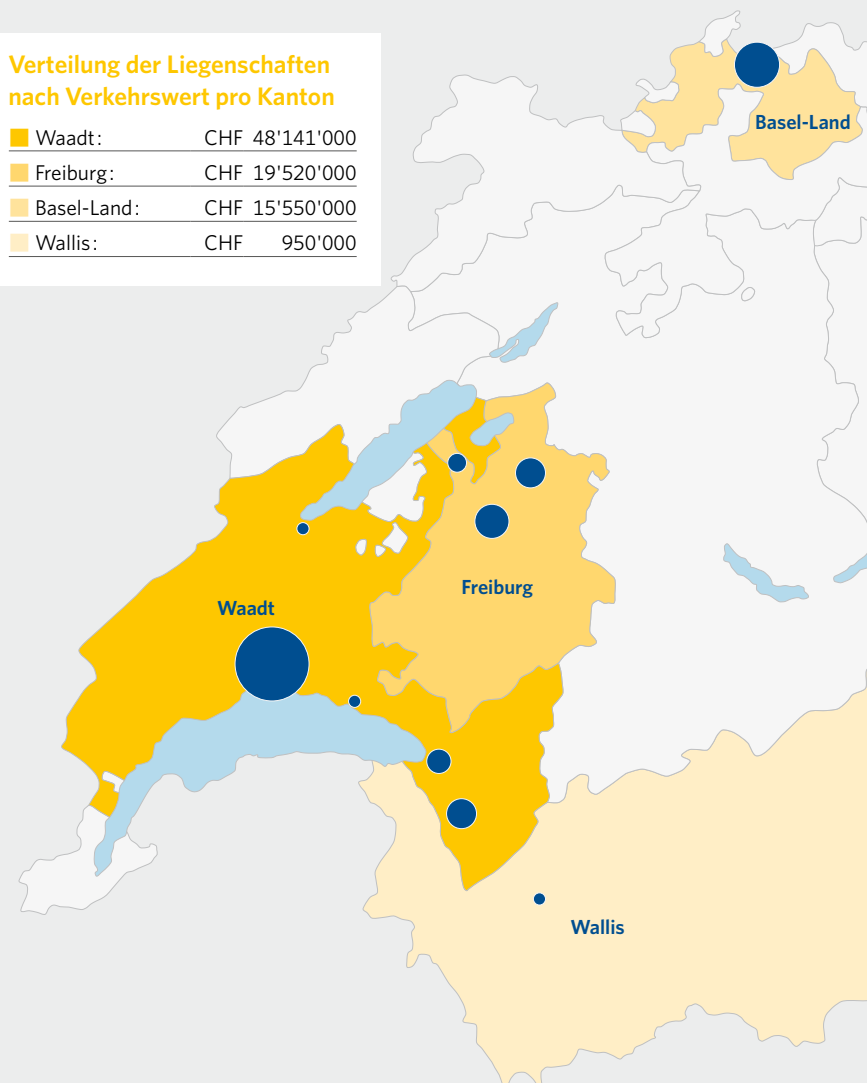 Verteilung der Liegenschaften
nach Verkehrswert pro Kanton
Waadt: CHF 48'141'000
Freiburg: CHF 19'520'000
Basel-Land: CHF 15'550'000
Wallis: CHF 950'000
Basel-Land
Freiburg
Waadt
Wallis